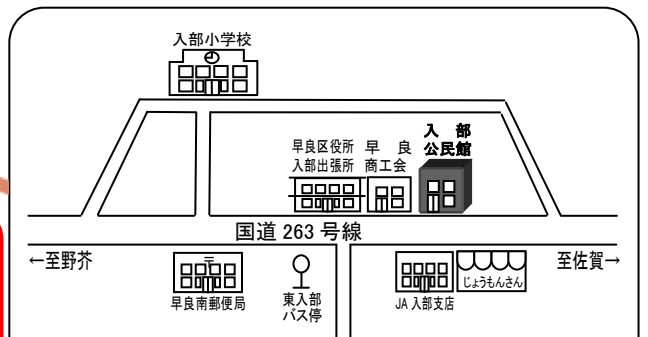 入部小学校
早良区役所
入部出張所
早良
商工会
入部
公民館
国道 263 号線
←至野芥
至佐賀→
〒
早良南郵便局
東入部
バス停
JA 入部支店
じょうもんさん